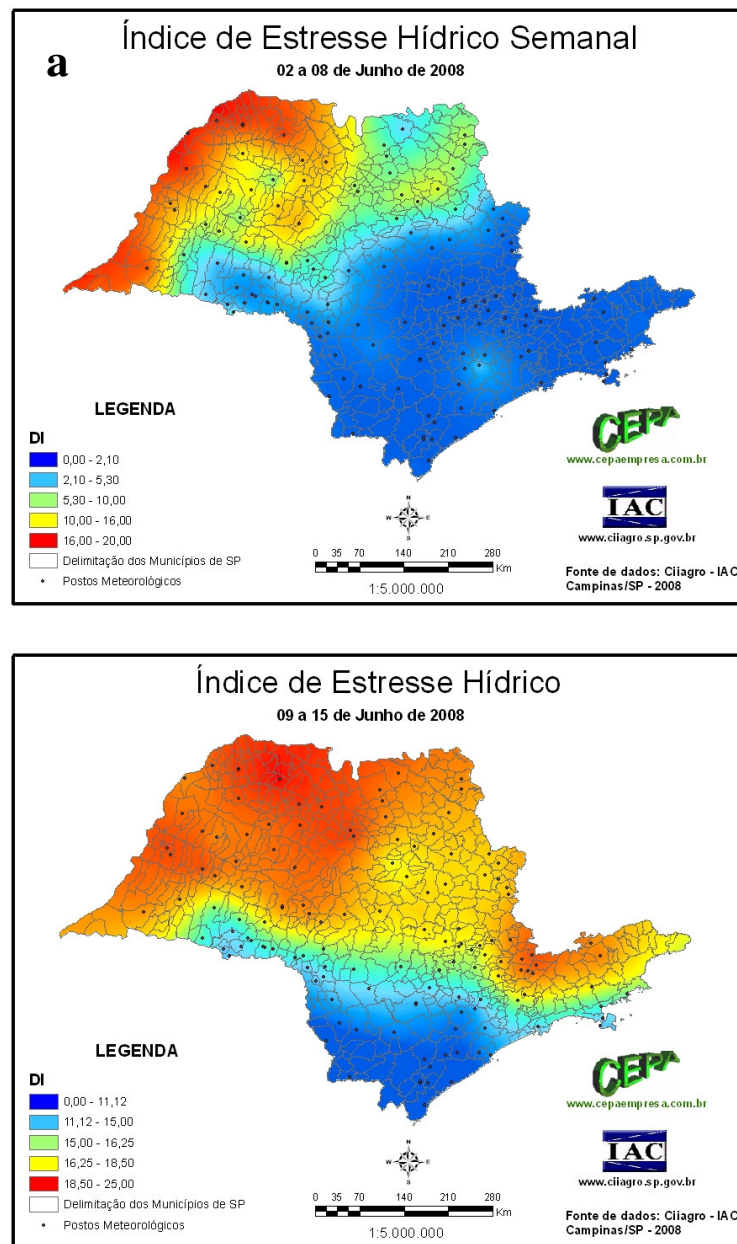 Índice de Estresse Hídrico Semanal
a
02 a 08 de Junho de 2008
LEGENDA
DI
0,00 - 2,10
2,10 - 5,30
5,30 - 10,00
10,00 - 16,00
16,00 - 20,00
Delimitação dos Municípios de SP
Postos Meteorológicos
N
W E
S
0 35 70 140 210 280
Km
1:5.000.000
CEPA
www.cepaempresa.com.br
IAC
www.ciiagro.sp.gov.br
Fonte de dados: Ciiagro - IAC
Campinas/SP - 2008
Índice de Estresse Hídrico
09 a 15 de Junho de 2008
LEGENDA
DI
0,00 - 11,12
11,12 - 15,00
15,00 - 16,25
16,25 - 18,50
18,50 - 25,00
Delimitação dos Municípios de SP
Postos Meteorológicos
N
W E
S
0 35 70 140 210 280
Km
1:5.000.000
CEPA
www.cepaempresa.com.br
IAC
www.ciiagro.sp.gov.br
Fonte de dados: Ciiagro - IAC
Campinas/SP - 2008